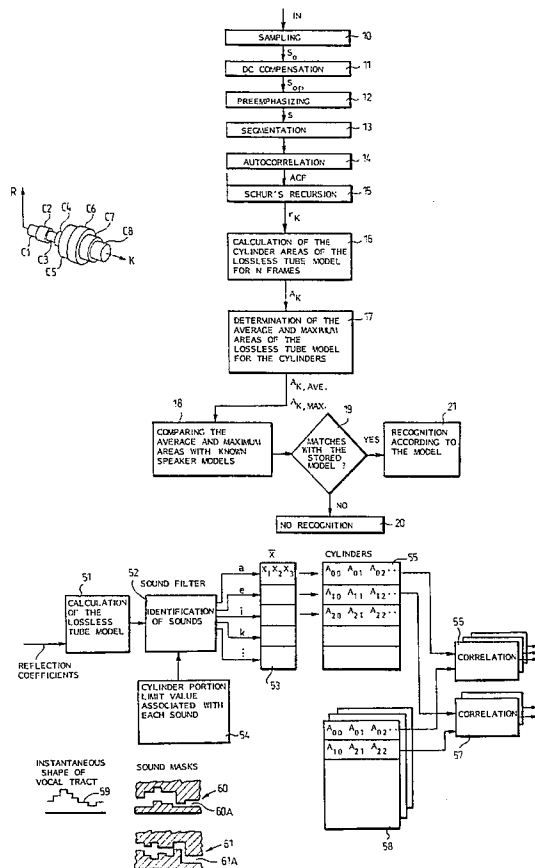 IN
SAMPLING
10
S₀
DC COMPENSATION
11
Sₒₚ
PREEMPHASIZING
12
S
SEGMENTATION
13
AUTOCORRELATION
14
ACF
SCHUR'S RECURSION
15
r_K
CALCULATION OF THE
CYLINDER AREAS OF THE
LOSSLESS TUBE MODEL
FOR N FRAMES
16
A_K
DETERMINATION OF THE
AVERAGE AND MAXIMUM
AREAS OF THE
LOSSLESS TUBE MODEL
FOR THE CYLINDERS
17
A_K, AVE.
A_K, MAX.
R
C1
C2
C3
C4
C5
C6
C7
C8
K
18
COMPARING THE
AVERAGE AND MAXIMUM
AREAS WITH KNOWN
SPEAKER MODELS
19
MATCHES
WITH THE
STORED
MODEL ?
YES
21
RECOGNITION
ACCORDING TO
THE MODEL
NO
NO RECOGNITION
20
51
CALCULATION
OF THE
LOSSLESS
TUBE MODEL
REFLECTION
COEFFICIENTS
52
SOUND FILTER
IDENTIFICATION
OF SOUNDS
a
e
i
k
⋮
X̅
X₁ X₂ X₃
53
CYLINDERS
55
A₀₀ A₀₁ A₀₂··
A₁₀ A₁₁ A₁₂··
A₂₀ A₂₁ A₂₂··
CYLINDER PORTION
LIMIT VALUE
ASSOCIATED WITH
EACH SOUND
54
55
CORRELATION
CORRELATION
57
A₀₀ A₀₁ A₀₂··
A₁₀ A₂₁ A₂₂
58
INSTANTANEOUS
SHAPE OF
VOCAL TRACT
59
SOUND MASKS
60
60A
61
61A